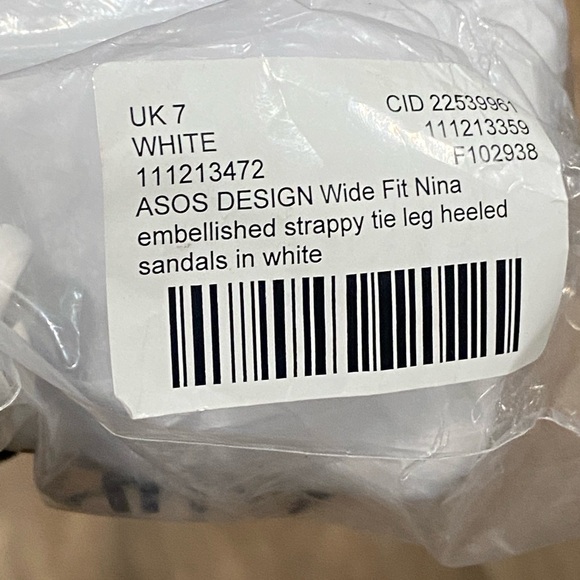 UK 7
CID 22539961
WHITE
111213359
111213472
F102938
ASOS DESIGN Wide Fit Nina
embellished strappy tie leg heeled
sandals in white